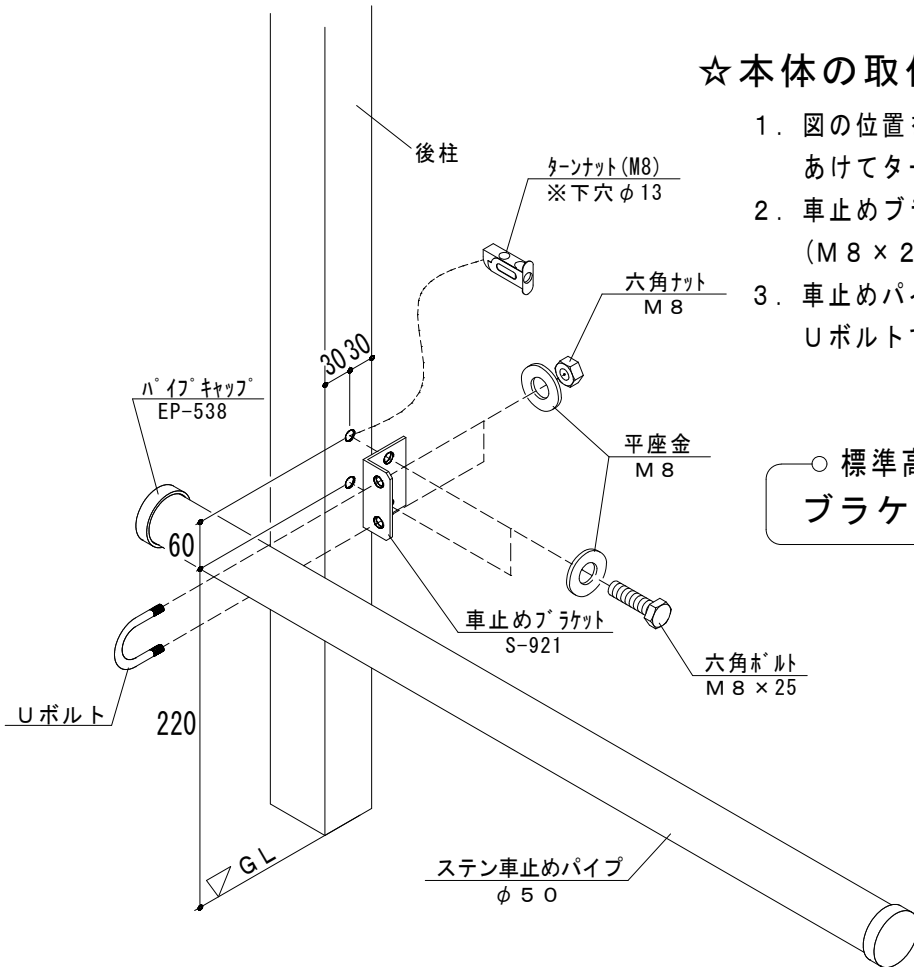 ☆本体の取
1. 図の位置
あけてター
2. 車止めブ
(M8×2
3. 車止めパ
Uボルト
標準高
ブラケ
後柱
ﾀｰﾝﾅｯﾄ(M8)
※下穴φ13
六角ﾅｯﾄ
M8
30
30
ﾊﾟｲﾌﾟｷｬｯﾌﾟ
EP-538
平座金
M8
60
車止めﾌﾞﾗｹｯﾄ
S-921
六角ﾎﾞﾙﾄ
M8×25
Uボルト
220
GL
ステン車止めパイプ
φ50